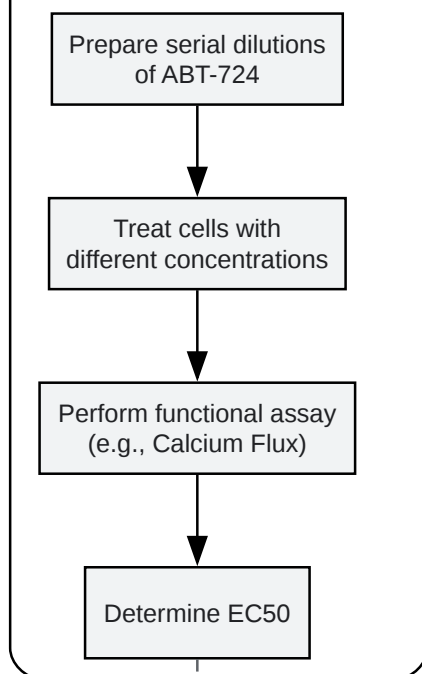 Prepare serial dilutions
of ABT-724
Treat cells with
different concentrations
Perform functional assay
(e.g., Calcium Flux)
Determine EC50